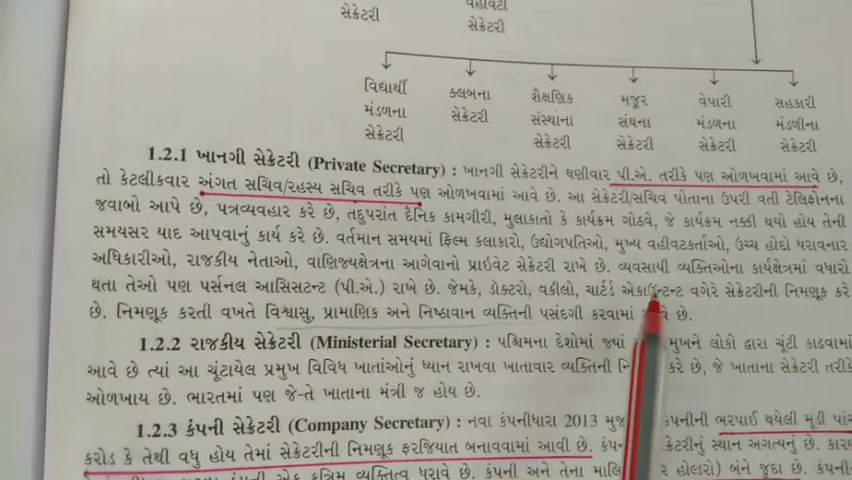 સેક્રેટરી
વહીવટી
સેક્રેટરી
વિદ્યાર્થી મંડળના સેક્રેટરી
ક્લબના સેક્રેટરી
શૈક્ષણિક સંસ્થાના સેક્રેટરી
મજૂર સંઘના સેક્રેટરી
વેપારી મંડળના સેક્રેટરી
સહકારી મંડળીના સેક્રેટરી
1.2.1 ખાનગી સેક્રેટરી (Private Secretary) : ખાનગી સેક્રેટરીને ઘણીવાર પી.એ. તરીકે પણ ઓળખવામાં આવે છે,
તો કેટલીકવાર અંગત સચિવ/રહસ્ય સચિવ તરીકે પણ ઓળખવામાં આવે છે. આ સેક્રેટરી/સચિવ પોતાના ઉપરી વતી ટેલિફોનના
જવાબો આપે છે, પત્રવ્યવહાર કરે છે, તદુપરાંત દૈનિક કામગીરી, મુલાકાતો કે કાર્યક્રમ ગોઠવે, જે કાર્યક્રમ નક્કી થયો હોય તેની
સમયસર યાદ આપવાનું કાર્ય કરે છે. વર્તમાન સમયમાં ફિલ્મ કલાકારો, ઉદ્યોગપતિઓ, મુખ્ય વહીવટકર્તાઓ, ઉચ્ચ હોદ્દો ધરાવનાર
અધિકારીઓ, રાજકીય નેતાઓ, વાણિજ્યક્ષેત્રના આગેવાનો પ્રાઈવેટ સેક્રેટરી રાખે છે. વ્યવસાયી વ્યક્તિઓના કાર્યક્ષેત્રમાં વધારો
થતા તેઓ પણ પર્સનલ આસિસટન્ટ (પી.એ.) રાખે છે. જેમકે, ડૉક્ટરો, વકીલો, ચાર્ટર્ડ એકાઉન્ટન્ટ વગેરે સેક્રેટરીની નિમણૂક કરે
છે. નિમણૂક કરતી વખતે વિશ્વાસુ, પ્રામાણિક અને નિષ્ઠાવાન વ્યક્તિની પસંદગી કરવામાં છે.
1.2.2 રાજકીય સેક્રેટરી (Ministerial Secretary) : પશ્ચિમના દેશોમાં જ્યાં લોકો દ્વારા ચૂંટી કાઢવામાં
આવે છે ત્યાં આ ચૂંટાયેલ પ્રમુખ વિવિધ ખાતાંઓનું ધ્યાન રાખવા ખાતાવાર વ્યક્તિની કરે છે, જે ખાતાના સેક્રેટરી તરીકે
ઓળખાય છે. ભારતમાં પણ જે-તે ખાતાના મંત્રી જ હોય છે.
1.2.3 કંપની સેક્રેટરી (Company Secretary) : નવા કંપનીધારા 2013 કંપનીની ભરપાઈ થયેલી મૂડી
કરોડ કે તેથી વધુ હોય તેમાં સેક્રેટરીની નિમણૂક ફરજિયાત બનાવવામાં આવી છે. સ્થાન અગત્યનું છે.
વ્યક્તિત્વ ધરાવે છે. કંપની અને તેના હોલ્ડરો) બંને જુદા છે.